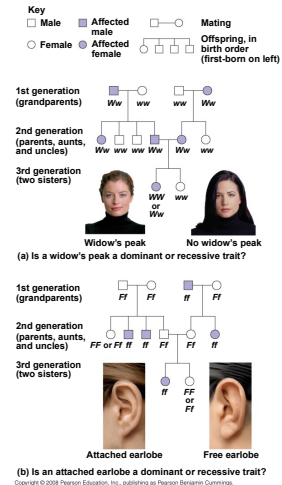 Key
Male Affected male Mating
Female Affected female Offspring, in birth order (first-born on left)
1st generation (grandparents)
Ww ww ww Ww
2nd generation (parents, aunts, and uncles)
Ww ww ww Ww Ww ww
3rd generation (two sisters)
WW or Ww ww
Widow's peak No widow's peak
(a) Is a widow's peak a dominant or recessive trait?
1st generation (grandparents)
Ff Ff ff Ff
2nd generation (parents, aunts, and uncles)
FF or Ff ff ff Ff Ff ff
3rd generation (two sisters)
ff FF or Ff
Attached earlobe Free earlobe
(b) Is an attached earlobe a dominant or recessive trait?
Copyright © 2008 Pearson Education, Inc., publishing as Pearson Benjamin Cummings.